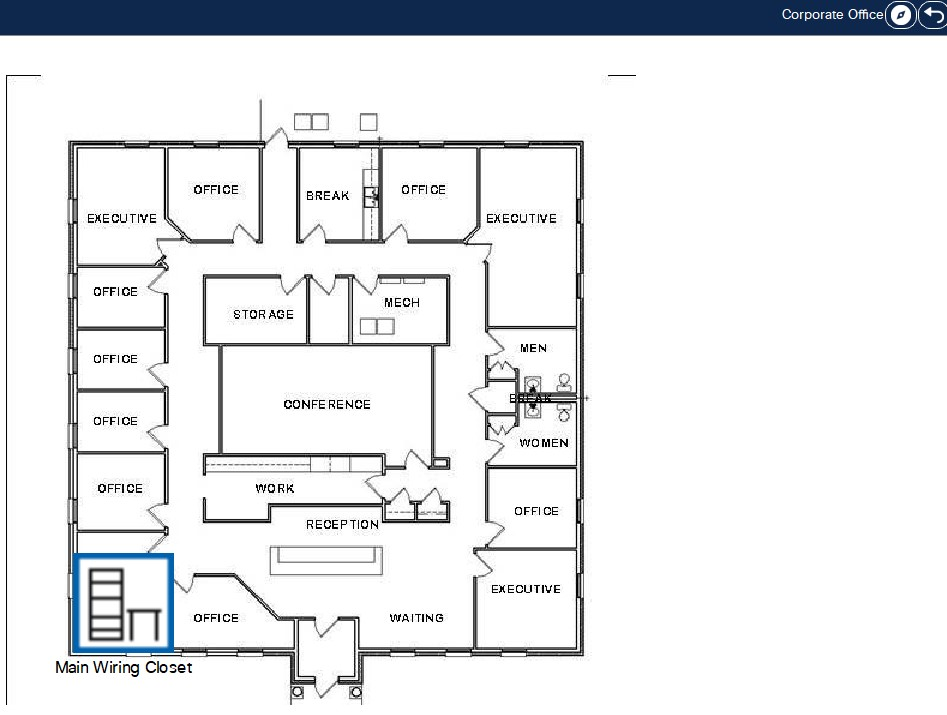 Corporate Office
OFFICE
BREAK
OFFICE
EXECUTIVE
EXECUTIVE
OFFICE
STORAGE
MECH
MEN
OFFICE
CONFERENCE
BREAK
OFFICE
WOMEN
OFFICE
WORK
OFFICE
RECEPTION
EXECUTIVE
OFFICE
WAITING
Main Wiring Closet